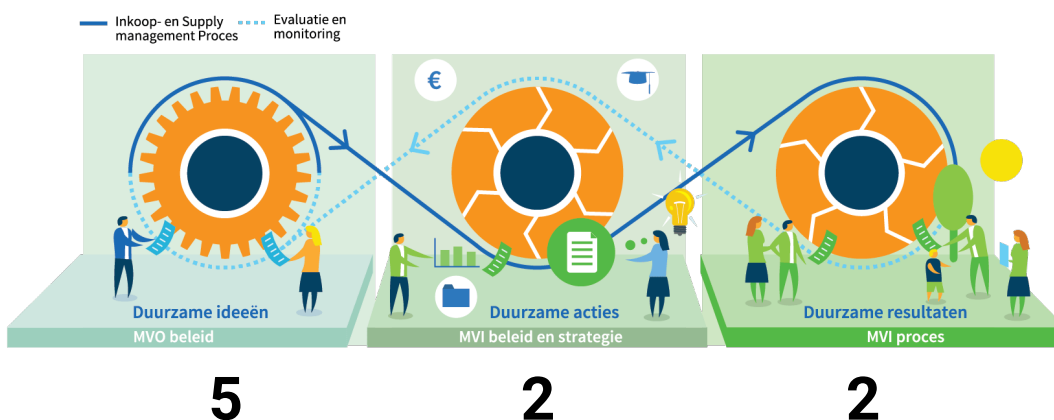 Inkoop- en Supply
management Proces
Evaluatie en
monitoring
€
Duurzame ideeën
Duurzame acties
Duurzame resultaten
MVO beleid
MVI beleid en strategie
MVI proces
5
2
2